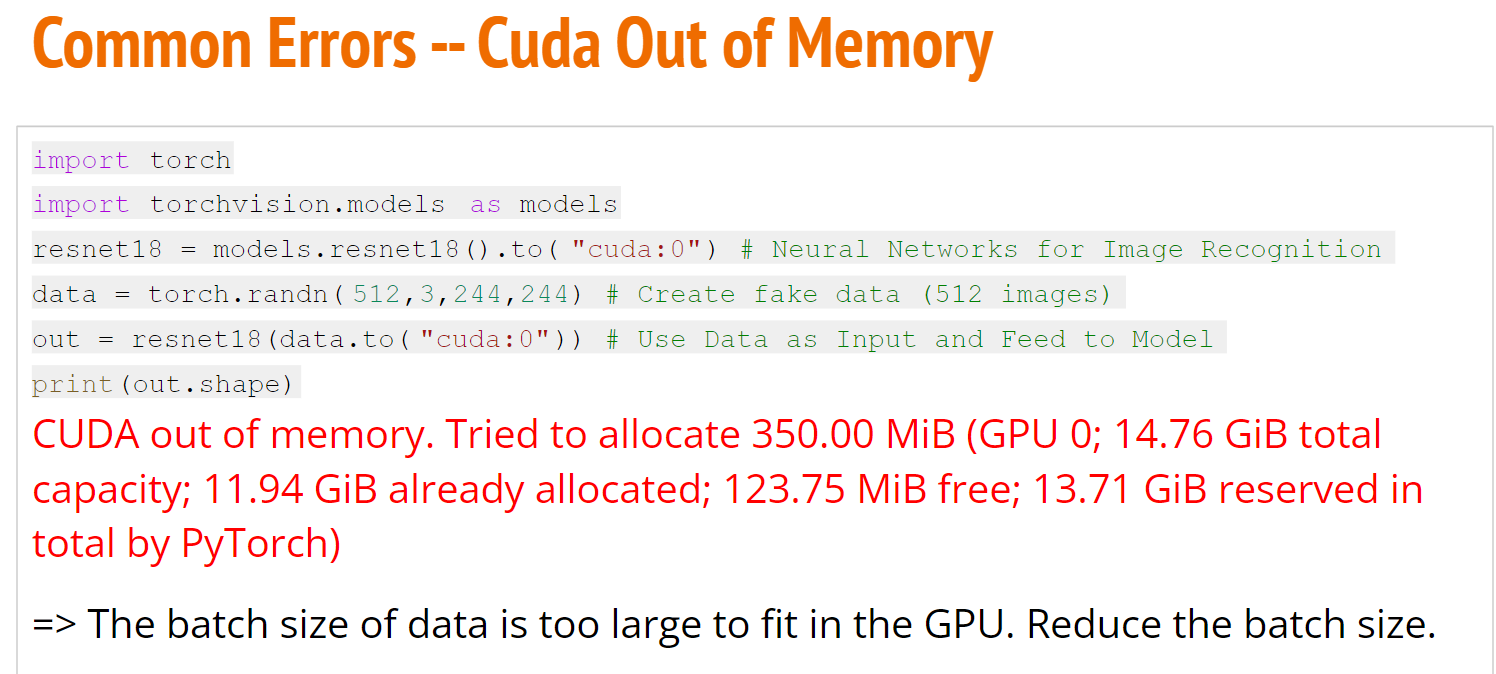 Common Errors -- Cuda Out of Memory
import torch
import torchvision.models as models
resnet18 = models.resnet18().to( "cuda:0") # Neural Networks for Image Recognition
data = torch.randn( 512,3,244,244) # Create fake data (512 images)
out = resnet18(data.to( "cuda:0")) # Use Data as Input and Feed to Model
print(out.shape)
CUDA out of memory. Tried to allocate 350.00 MiB (GPU 0; 14.76 GiB total
capacity; 11.94 GiB already allocated; 123.75 MiB free; 13.71 GiB reserved in
total by PyTorch)
=> The batch size of data is too large to fit in the GPU. Reduce the batch size.